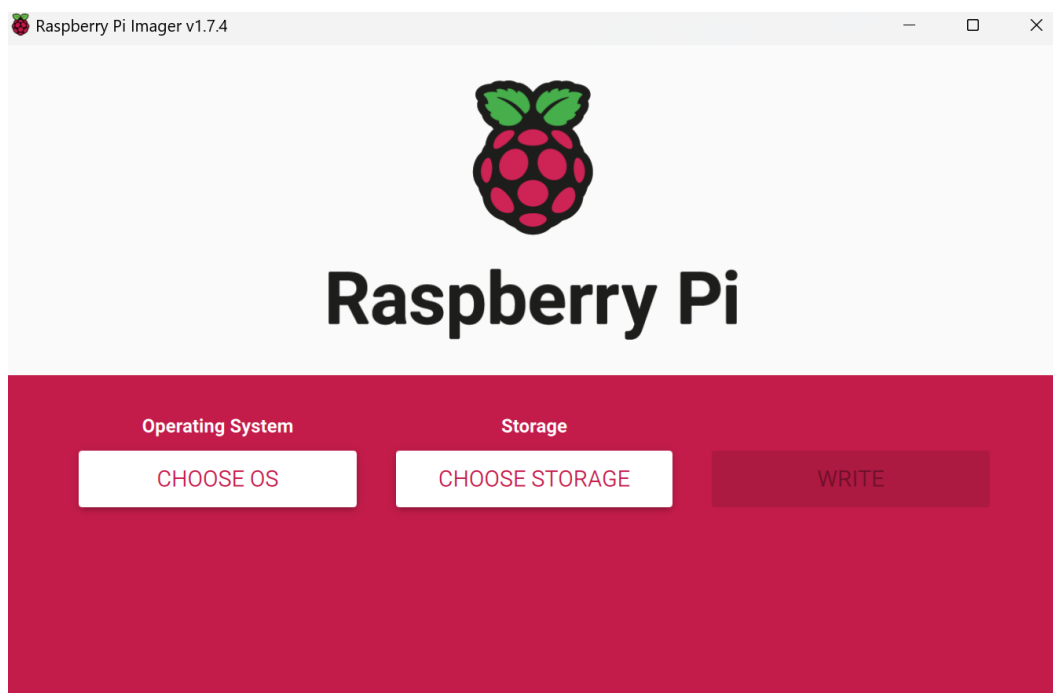 Raspberry Pi Imager v1.7.4
Raspberry Pi
Operating System
Storage
CHOOSE OS
CHOOSE STORAGE
WRITE